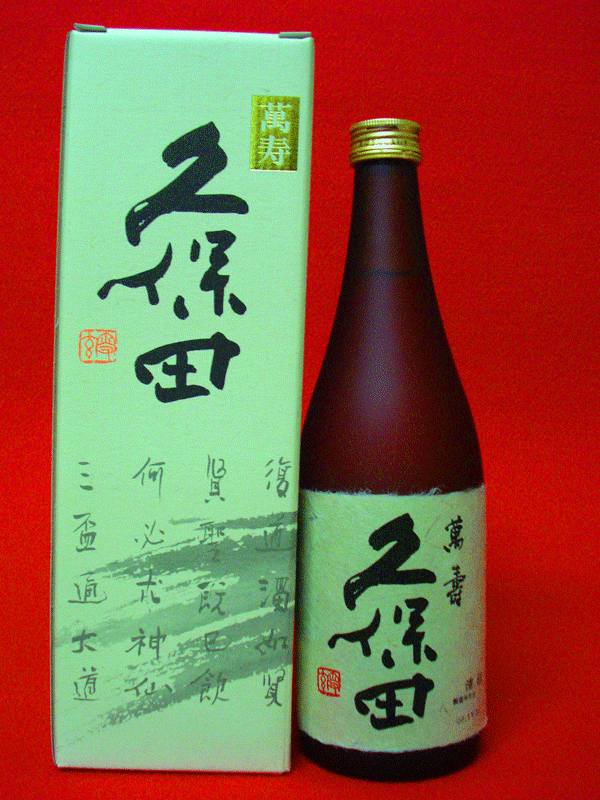 萬寿
久保田
復道濁如賢
賢聖既已飲
何必求神仙
三盃通大道
萬壽
久保田